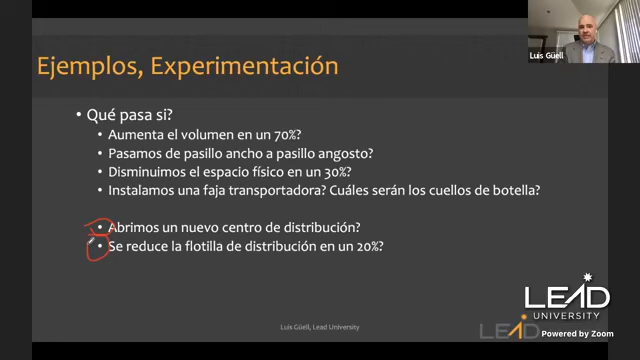 Luis Güell
Ejemplos, Experimentación
• Qué pasa si?
• Aumenta el volumen en un 70%?
• Pasamos de pasillo ancho a pasillo angosto?
• Disminuimos el espacio físico en un 30%?
• Instalamos una faja transportadora? Cuáles serán los cuellos de botella?
• Abrimos un nuevo centro de distribución?
• Se reduce la flotilla de distribución en un 20%?
LEAD
UNIVERSITY
Luis Güell, Lead University
LEAD
Powered by Zoom